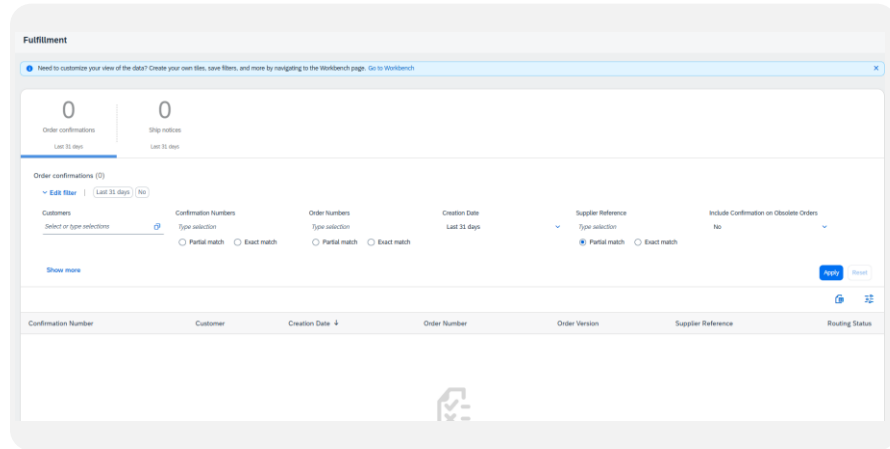 Fulfillment
Need to customize your view of the data? Create your own tiles, save filters, and more by navigating to the Workbench page. Go to Workbench
0 0
Order confirmations Ship notices
Last 31 days Last 31 days
Order confirmations (0)
Edit filter | Last 31 days No
Customers Confirmation Numbers Order Numbers Creation Date Supplier Reference Include Confirmation on Obsolete Orders
Select or type selections Type selection Type selection Last 31 days Type selection No
Partial match Exact match Partial match Exact match Partial match Exact match
Show more Apply Reset
Confirmation Number Customer Creation Date Order Number Order Version Supplier Reference Routing Status